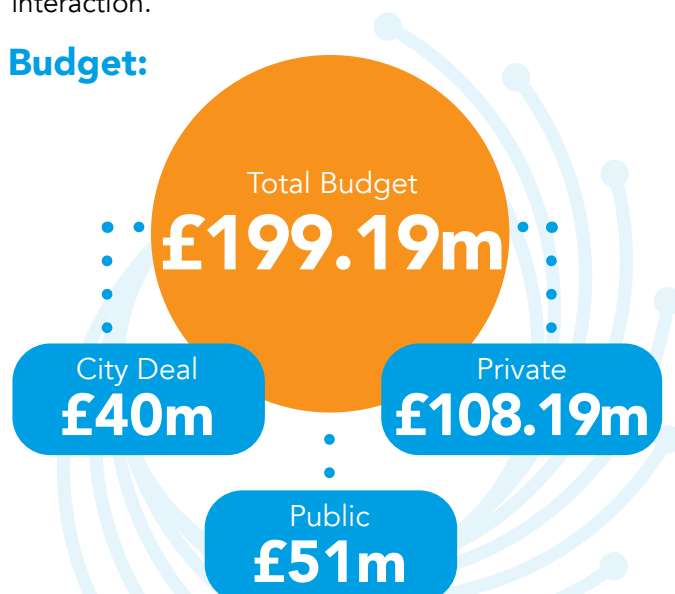 interaction.
Budget:
Total Budget
£199.19m
City Deal
£40m
Private
£108.19m
Public
£51m